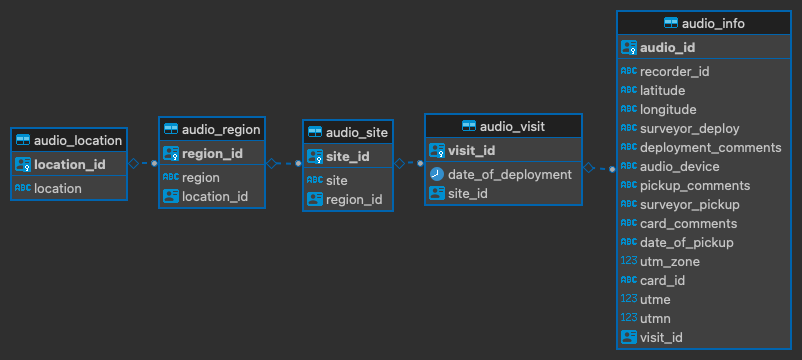 audio_location
location_id
ABC location
audio_region
region_id
ABC region
location_id
audio_site
site_id
ABC site
region_id
audio_visit
visit_id
date_of_deployment
site_id
audio_info
audio_id
ABC recorder_id
ABC latitude
ABC longitude
ABC surveyor_deploy
ABC deployment_comments
ABC audio_device
ABC pickup_comments
ABC surveyor_pickup
ABC card_comments
ABC date_of_pickup
123 utm_zone
ABC card_id
123 utme
123 utmn
visit_id